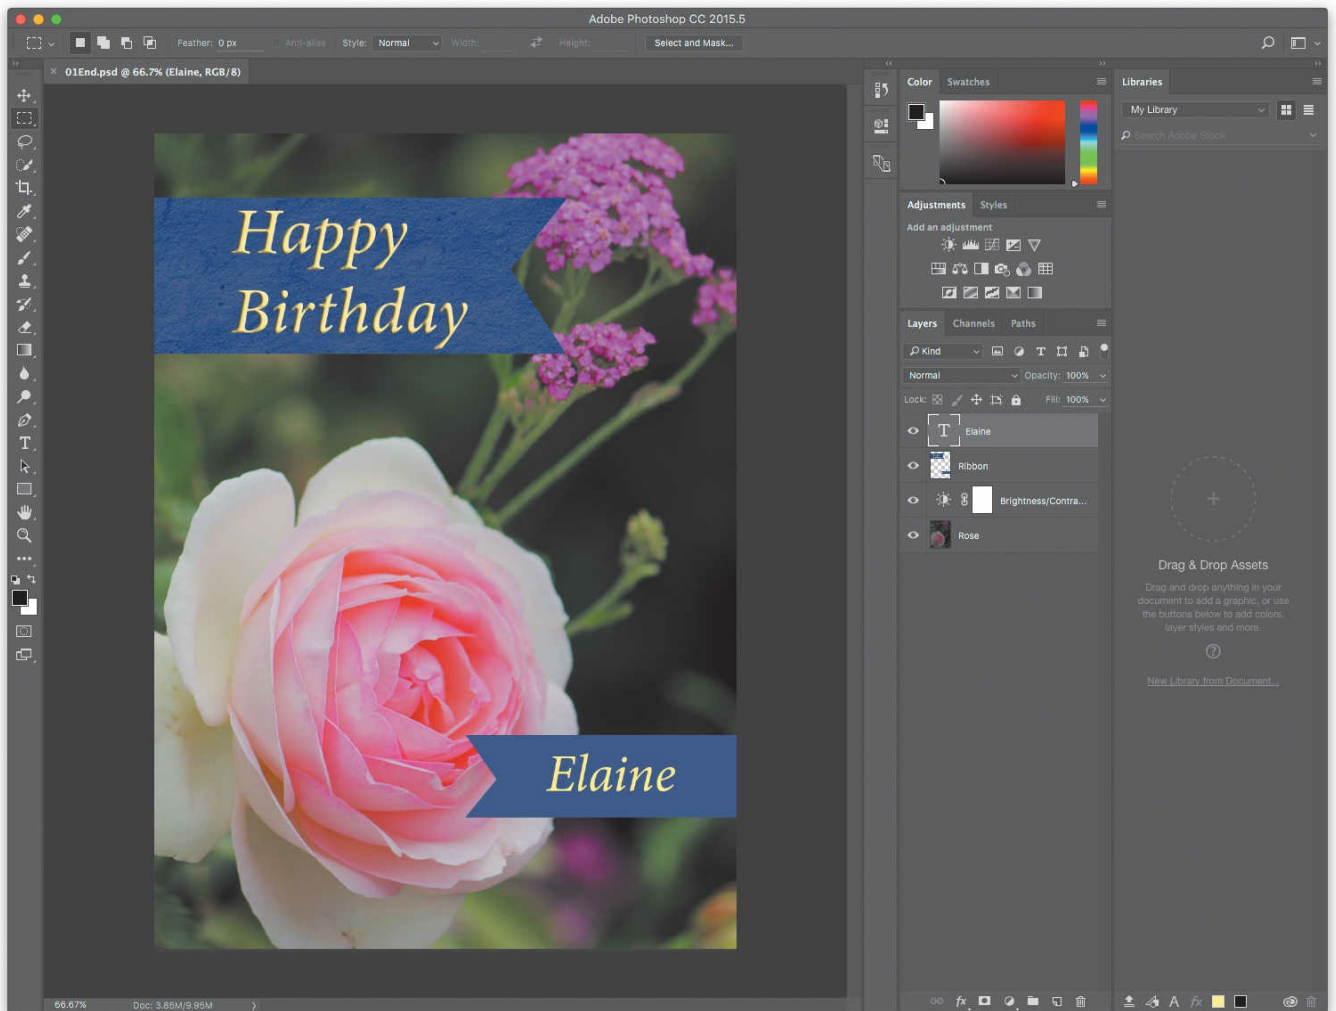 Adobe Photoshop CC 2015.5
Feather: 0 px
Anti-alias
Style: Normal
Width:
Height:
Select and Mask...
× 01End.psd @ 66.7% (Elaine, RGB/8)
Happy
Birthday
Elaine
66.67%
Doc: 3.85M/9.95M
Color
Swatches
Adjustments
Styles
Add an adjustment
Layers
Channels
Paths
Kind
Normal
Opacity: 100%
Lock:
Fill: 100%
Elaine
Ribbon
Brightness/Contra...
Rose
Libraries
My Library
Search Adobe Stock
Drag & Drop Assets
Drag and drop anything in your
document to add a graphic, or use
the buttons below to add colors,
layer styles and more.
New Library from Document...